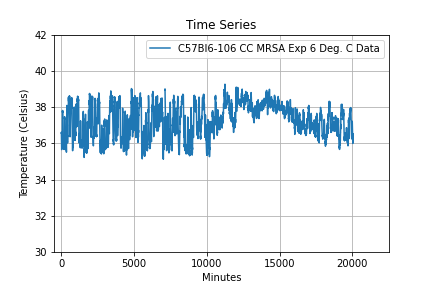 Time Series
C57Bl6-106 CC MRSA Exp 6 Deg. C Data
Temperature (Celsius)
42
40
38
36
34
32
30
0 5000 10000 15000 20000
Minutes